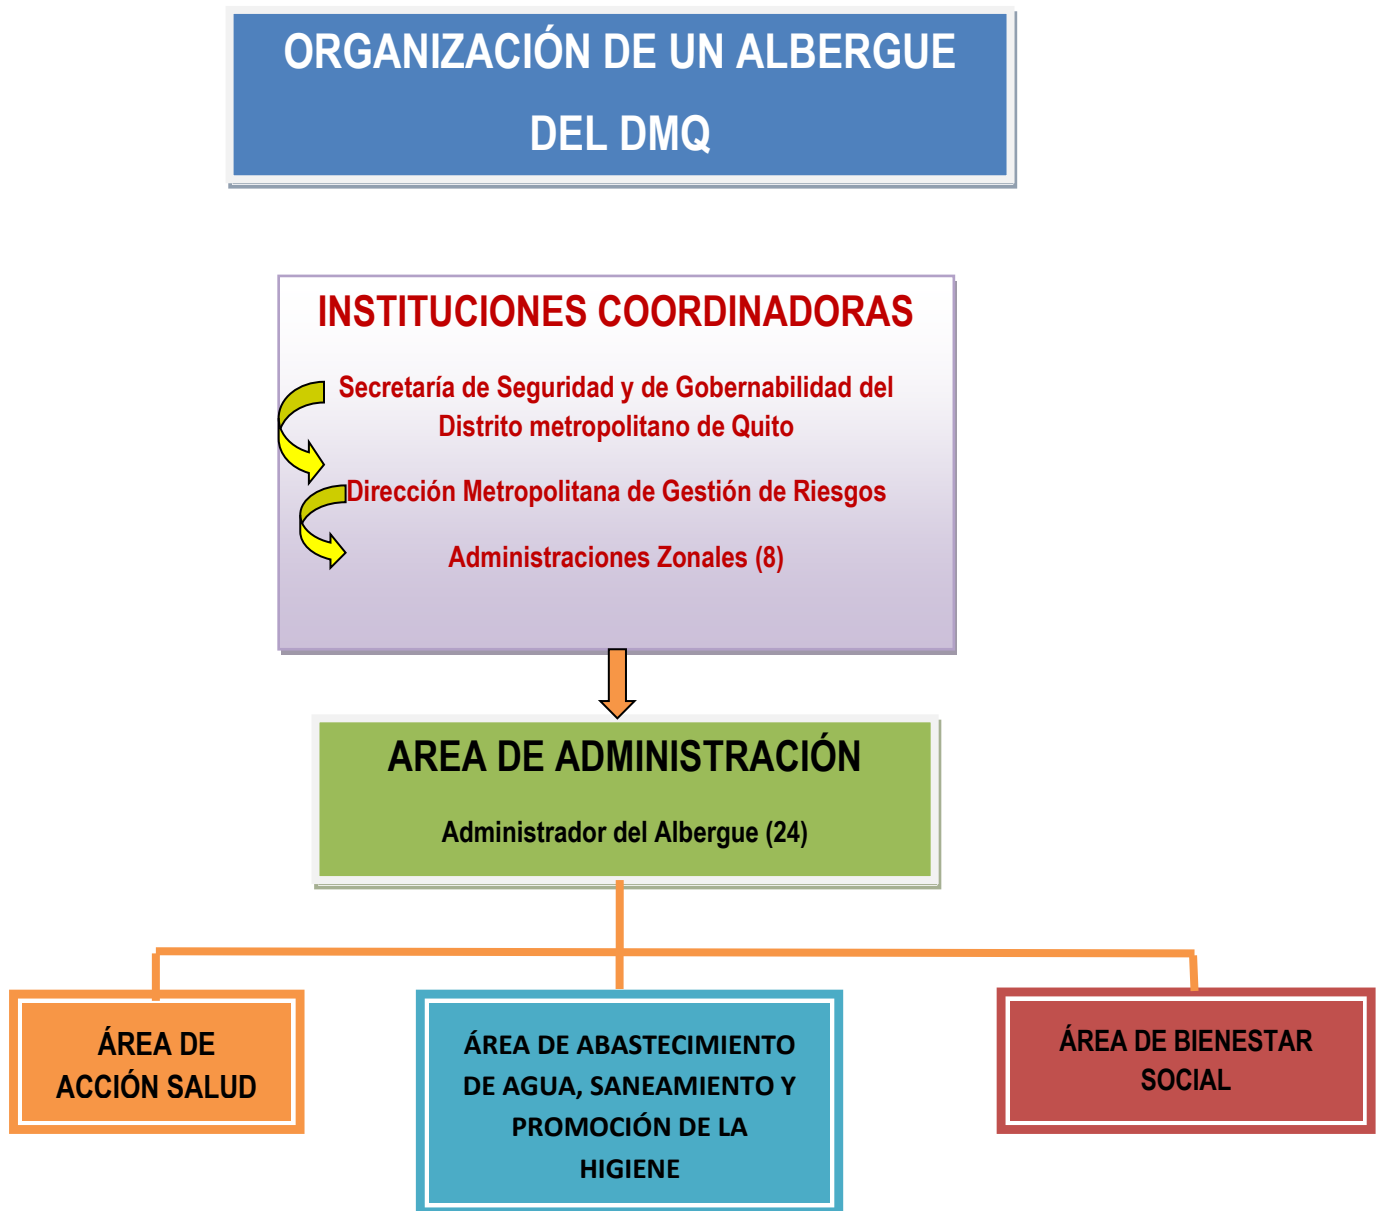 ORGANIZACIÓN DE UN ALBERGUE
DEL DMQ
INSTITUCIONES COORDINADORAS
Secretaría de Seguridad y de Gobernabilidad del
Distrito metropolitano de Quito
Dirección Metropolitana de Gestión de Riesgos
Administraciones Zonales (8)
AREA DE ADMINISTRACIÓN
Administrador del Albergue (24)
ÁREA DE
ACCIÓN SALUD
ÁREA DE ABASTECIMIENTO
DE AGUA, SANEAMIENTO Y
PROMOCIÓN DE LA
HIGIENE
ÁREA DE BIENESTAR
SOCIAL